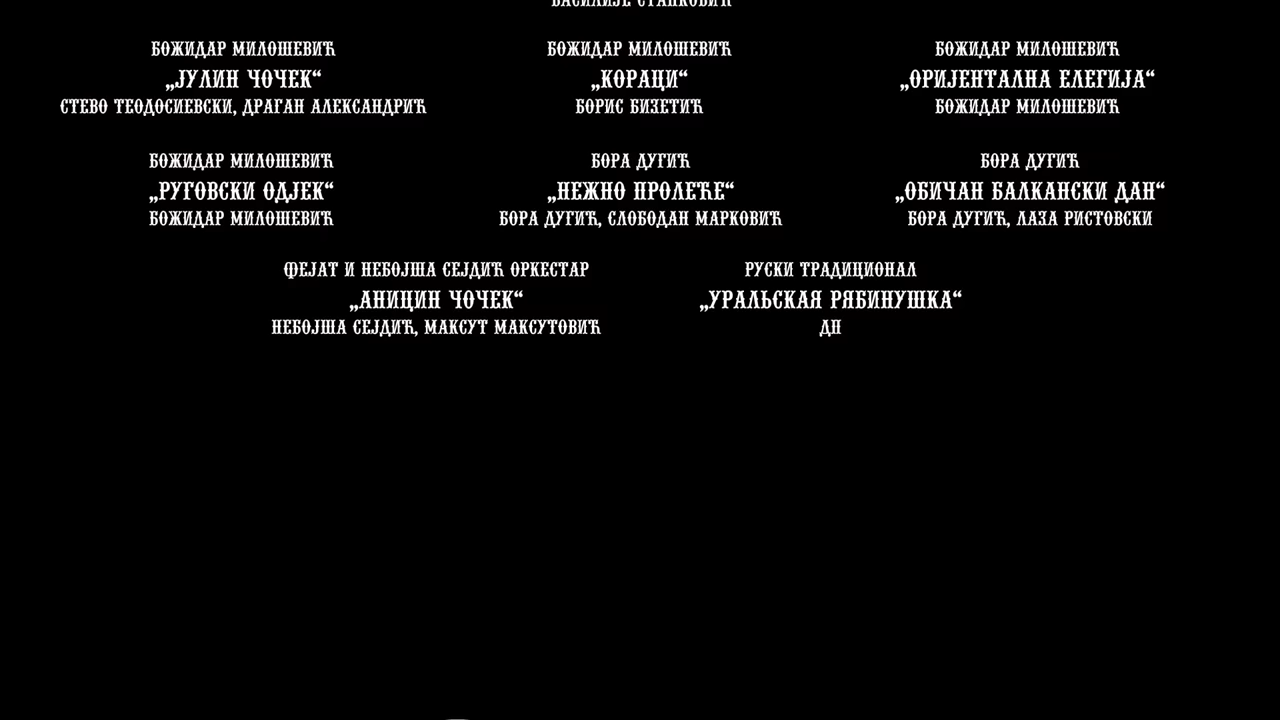 ВАСИЛИЈЕ СТАНКОВИЋ
БОЖИДАР МИЛОШЕВИЋ
„ЈУЛИН ЧОЧЕК“
СТЕВО ТЕОДОСИЕВСКИ, ДРАГАН АЛЕКСАНДРИЋ
БОЖИДАР МИЛОШЕВИЋ
„КОРАЦИ“
БОРИС БИЗЕТИЋ
БОЖИДАР МИЛОШЕВИЋ
„ОРИЈЕНТАЛНА ЕЛЕГИЈА“
БОЖИДАР МИЛОШЕВИЋ
БОЖИДАР МИЛОШЕВИЋ
„РУГОВСКИ ОДЈЕК“
БОЖИДАР МИЛОШЕВИЋ
БОРА ДУГИЋ
„НЕЖНО ПРОЛЕЋЕ“
БОРА ДУГИЋ, СЛОБОДАН МАРКОВИЋ
БОРА ДУГИЋ
„ОБИЧАН БАЛКАНСКИ ДАН“
БОРА ДУГИЋ, ЛАЗА РИСТОВСКИ
ФЕЈАТ И НЕБОЈША СЕЈДИЋ ОРКЕСТАР
„АНИЦИН ЧОЧЕК“
НЕБОЈША СЕЈДИЋ, МАКСУТ МАКСУТОВИЋ
РУСКИ ТРАДИЦИОНАЛ
„УРАЛЬСКАЯ РЯБИНУШКА“
ДП